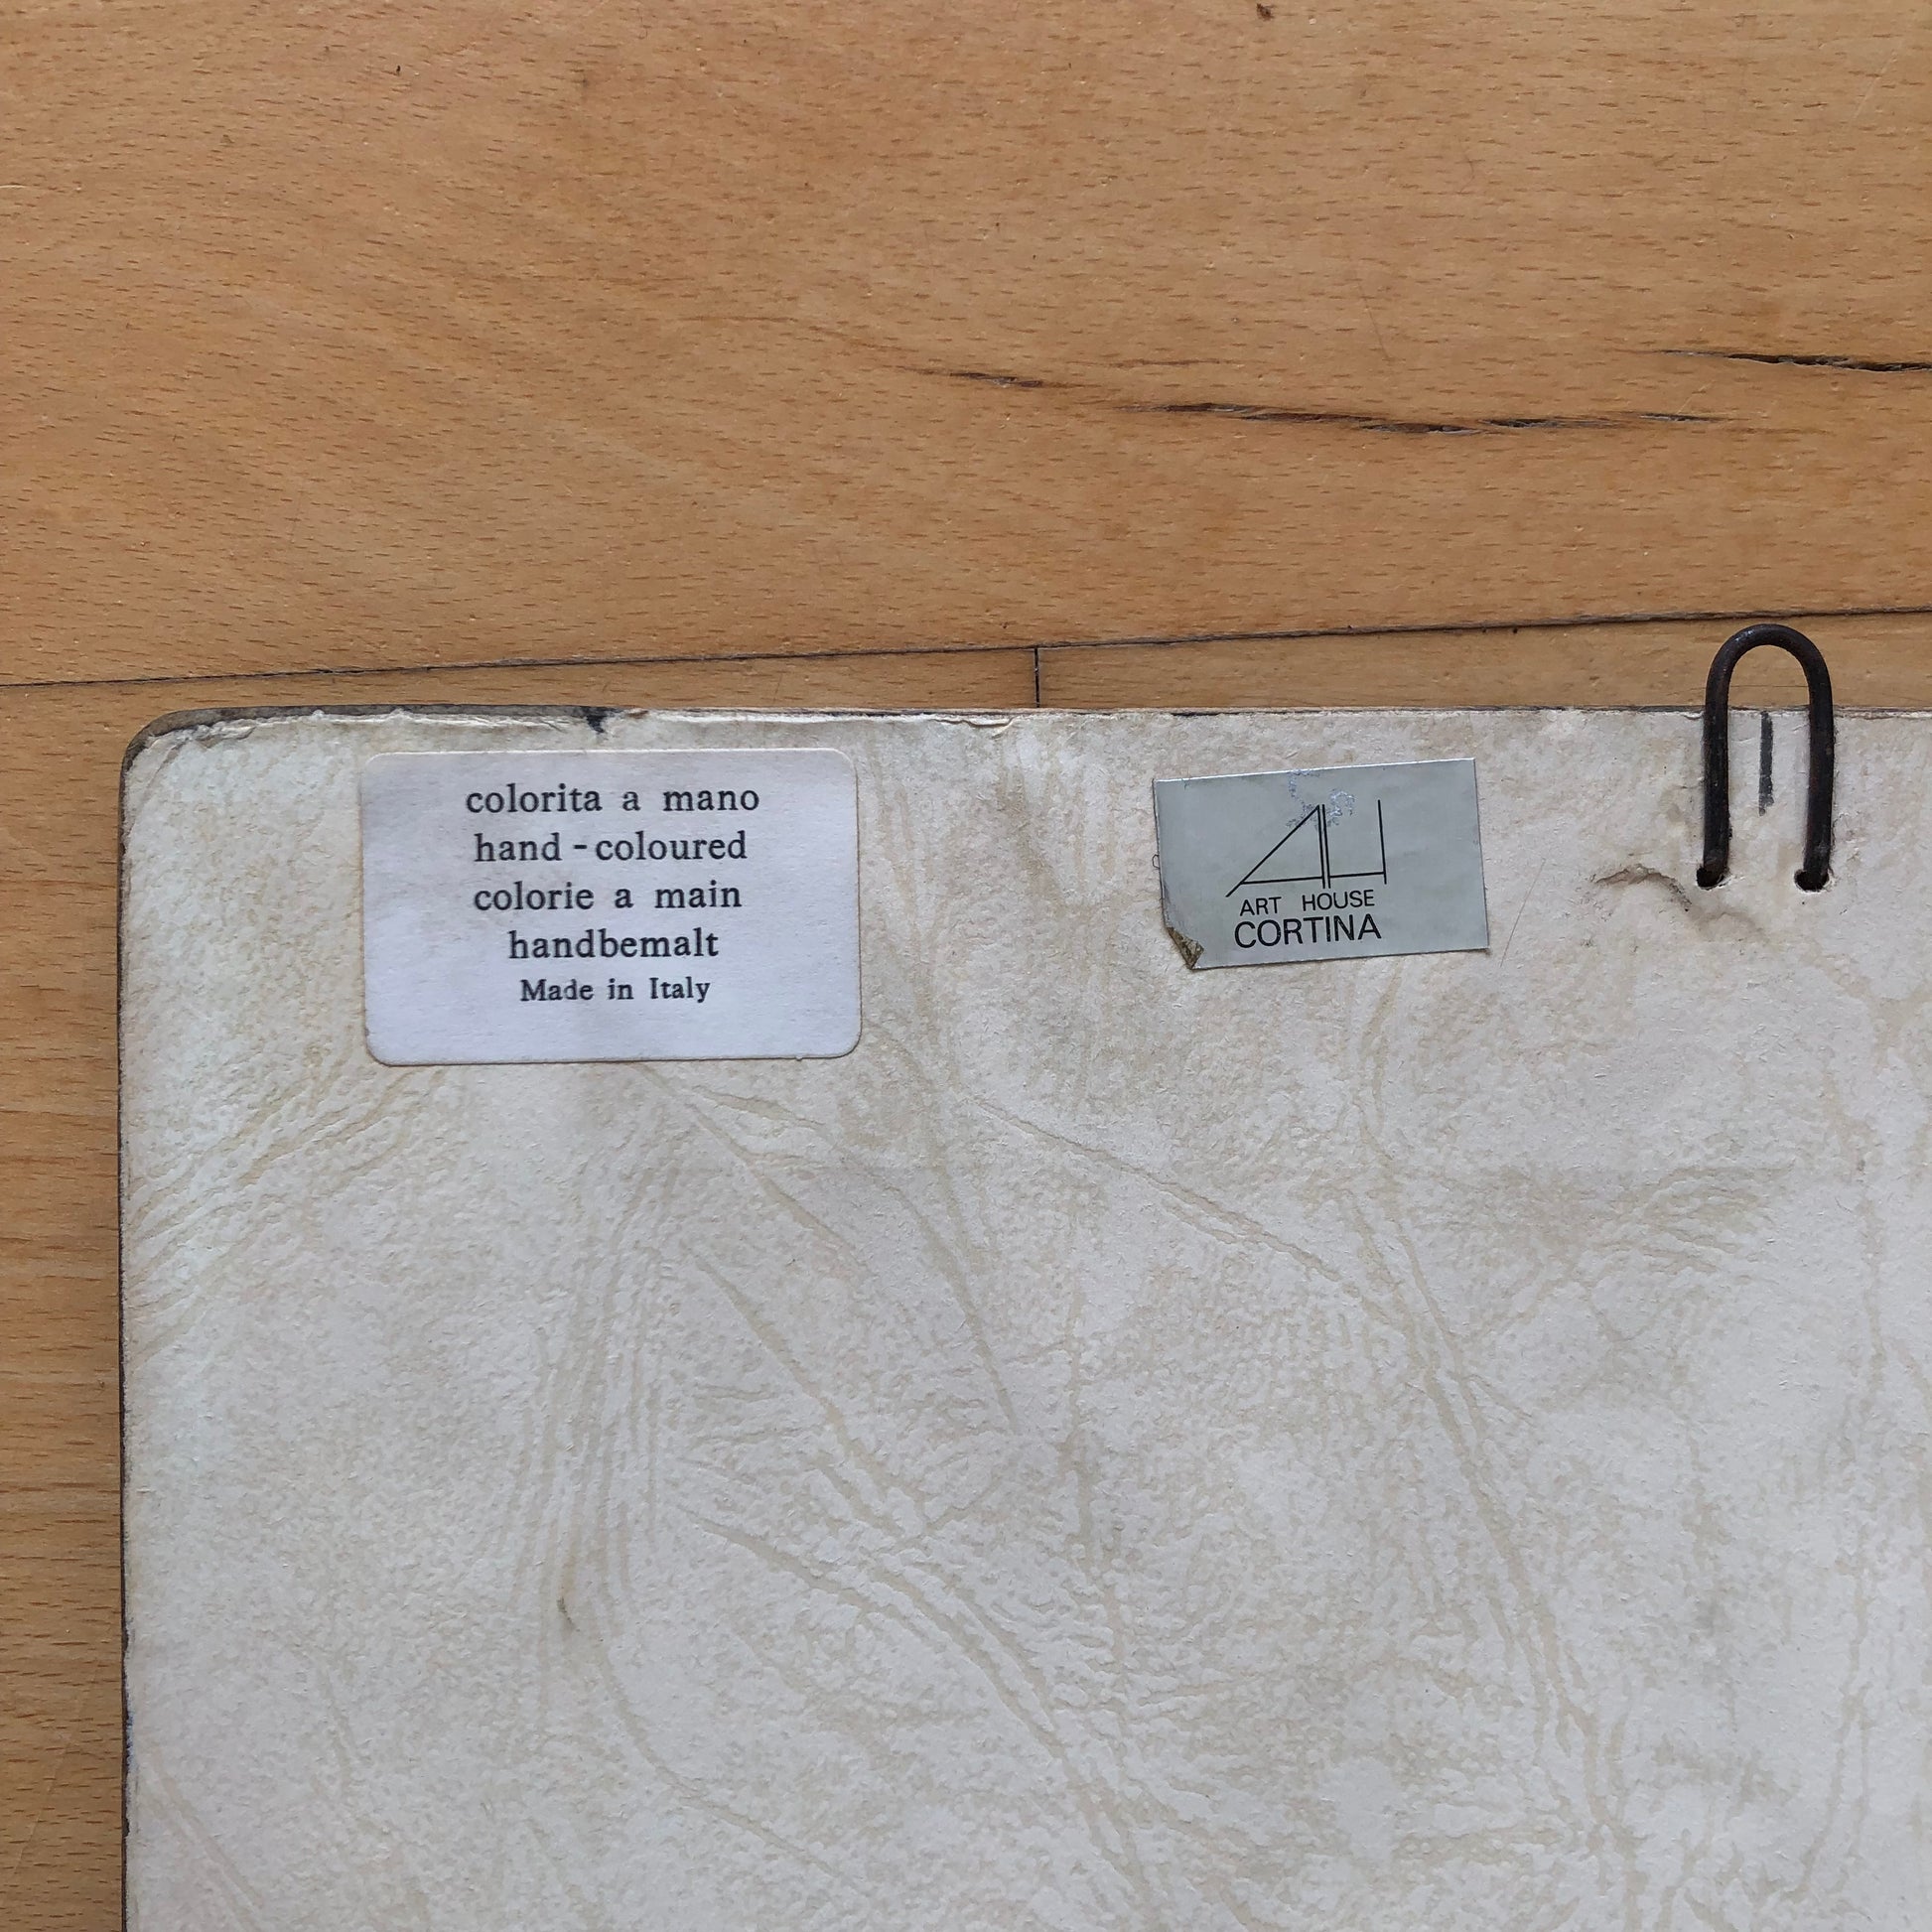 colorita a mano
hand-coloured
colorie a main
handbemalt
Made in Italy
AH
ART HOUSE
CORTINA